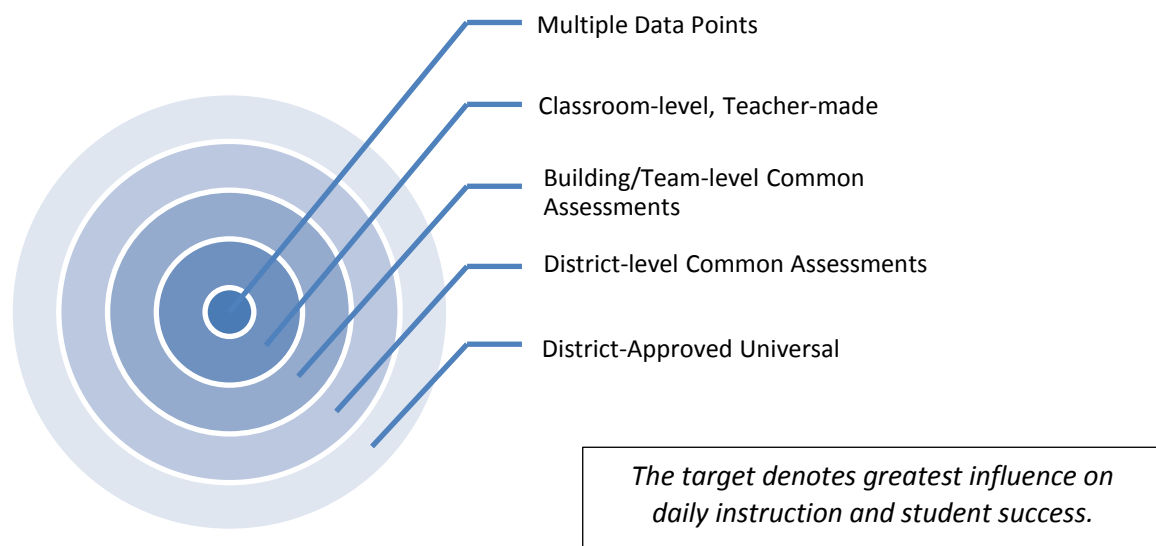 Multiple Data Points
Classroom-level, Teacher-made
Building/Team-level Common
Assessments
District-level Common Assessments
District-Approved Universal
The target denotes greatest influence on
daily instruction and student success.